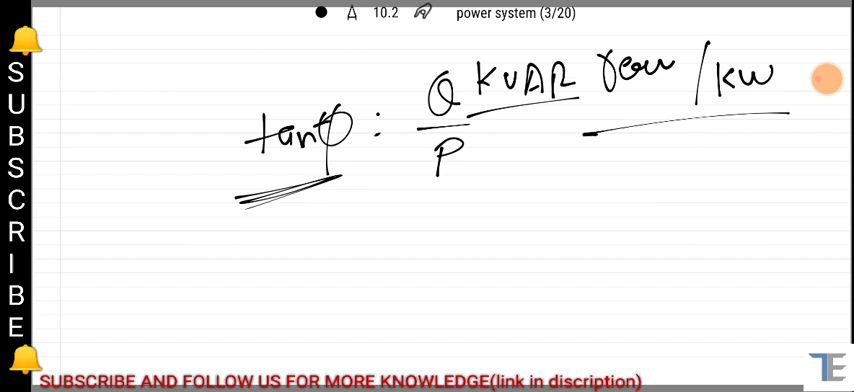 10.2 power system (3/20)
tanφ : Q/P KVAR /KW
SUBSCRIBE
SUBSCRIBE AND FOLLOW US FOR MORE KNOWLEDGE(link in discription)
TE